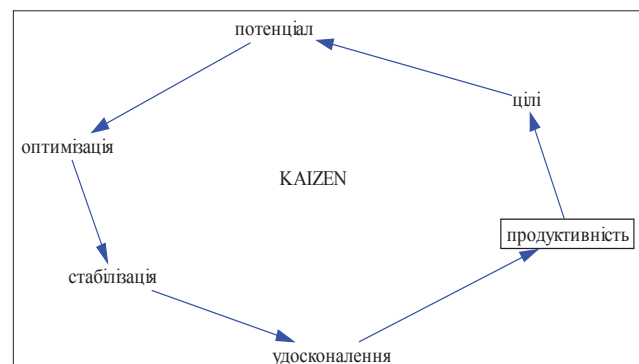 потенціал
цілі
оптимізація
KAIZEN
продуктивність
стабілізація
удосконалення